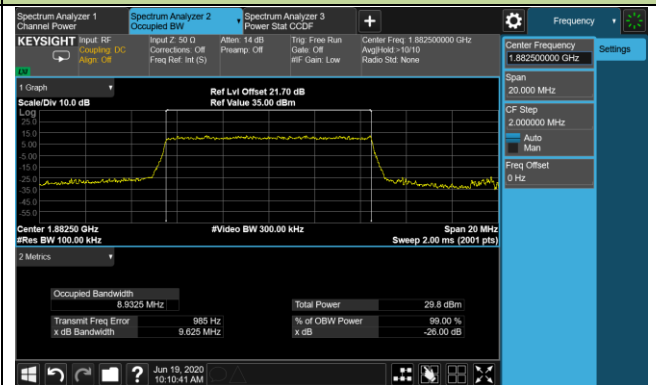 Spectrum Analyzer 1
Channel Power
Spectrum Analyzer 2
Occupied BW
Spectrum Analyzer 3
Power Stat CCDF
Frequency
KEYSIGHT
Input: RF
Coupling: DC
Align: Off
Input Z: 50 Ω
Corrections: Off
Freq Ref: Int (S)
Atten: 14 dB
Preamp: Off
Trig: Free Run
Gate: Off
#IF Gain: Low
Center Freq: 1.882500000 GHz
Avg|Hold:>10/10
Radio Std: None
Center Frequency
1.882500000 GHz
Settings
Span
20.000 MHz
CF Step
2.000000 MHz
Auto
Man
Freq Offset
0 Hz
1 Graph
Scale/Div 10.0 dB
Ref Lvl Offset 21.70 dB
Ref Value 35.00 dBm
Log
25.0
15.0
5.00
-5.00
-15.0
-25.0
-35.0
-45.0
-55.0
Center 1.88250 GHz
#Res BW 100.00 kHz
#Video BW 300.00 kHz
Span 20 MHz
Sweep 2.00 ms (2001 pts)
2 Metrics
Occupied Bandwidth
8.9325 MHz
Total Power 29.8 dBm
Transmit Freq Error 985 Hz
% of OBW Power 99.00 %
x dB Bandwidth 9.625 MHz
x dB -26.00 dB
?
Jun 19, 2020
10:10:41 AM